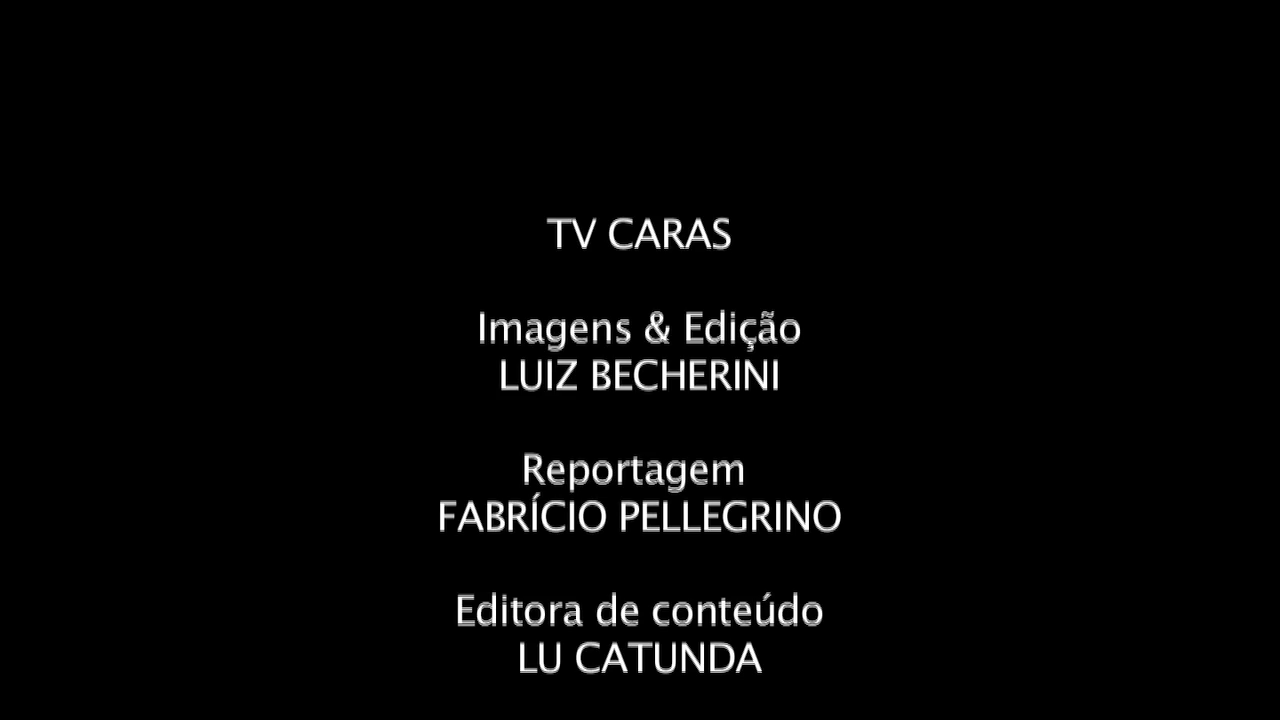 TV CARAS
Imagens & Edição
LUIZ BECHERINI
Reportagem
FABRÍCIO PELLEGRINO
Editora de conteúdo
LU CATUNDA